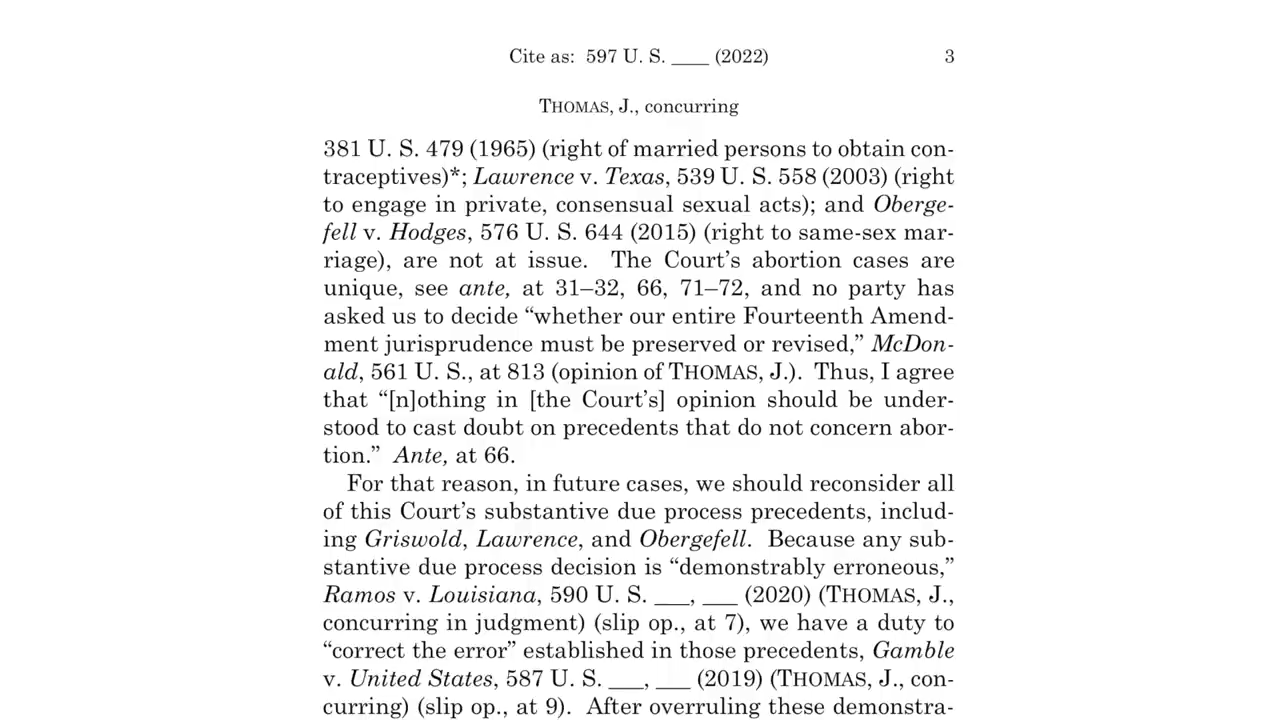 Cite as: 597 U. S. ____ (2022) 3
THOMAS, J., concurring
381 U. S. 479 (1965) (right of married persons to obtain con-
traceptives)*; Lawrence v. Texas, 539 U. S. 558 (2003) (right
to engage in private, consensual sexual acts); and Oberge-
fell v. Hodges, 576 U. S. 644 (2015) (right to same-sex mar-
riage), are not at issue. The Court’s abortion cases are
unique, see ante, at 31–32, 66, 71–72, and no party has
asked us to decide “whether our entire Fourteenth Amend-
ment jurisprudence must be preserved or revised,” McDon-
ald, 561 U. S., at 813 (opinion of THOMAS, J.). Thus, I agree
that “[n]othing in [the Court’s] opinion should be under-
stood to cast doubt on precedents that do not concern abor-
tion.” Ante, at 66.
For that reason, in future cases, we should reconsider all
of this Court’s substantive due process precedents, includ-
ing Griswold, Lawrence, and Obergefell. Because any sub-
stantive due process decision is “demonstrably erroneous,”
Ramos v. Louisiana, 590 U. S. ___, ___ (2020) (THOMAS, J.,
concurring in judgment) (slip op., at 7), we have a duty to
“correct the error” established in those precedents, Gamble
v. United States, 587 U. S. ___, ___ (2019) (THOMAS, J., con-
curring) (slip op., at 9). After overruling these demonstra-